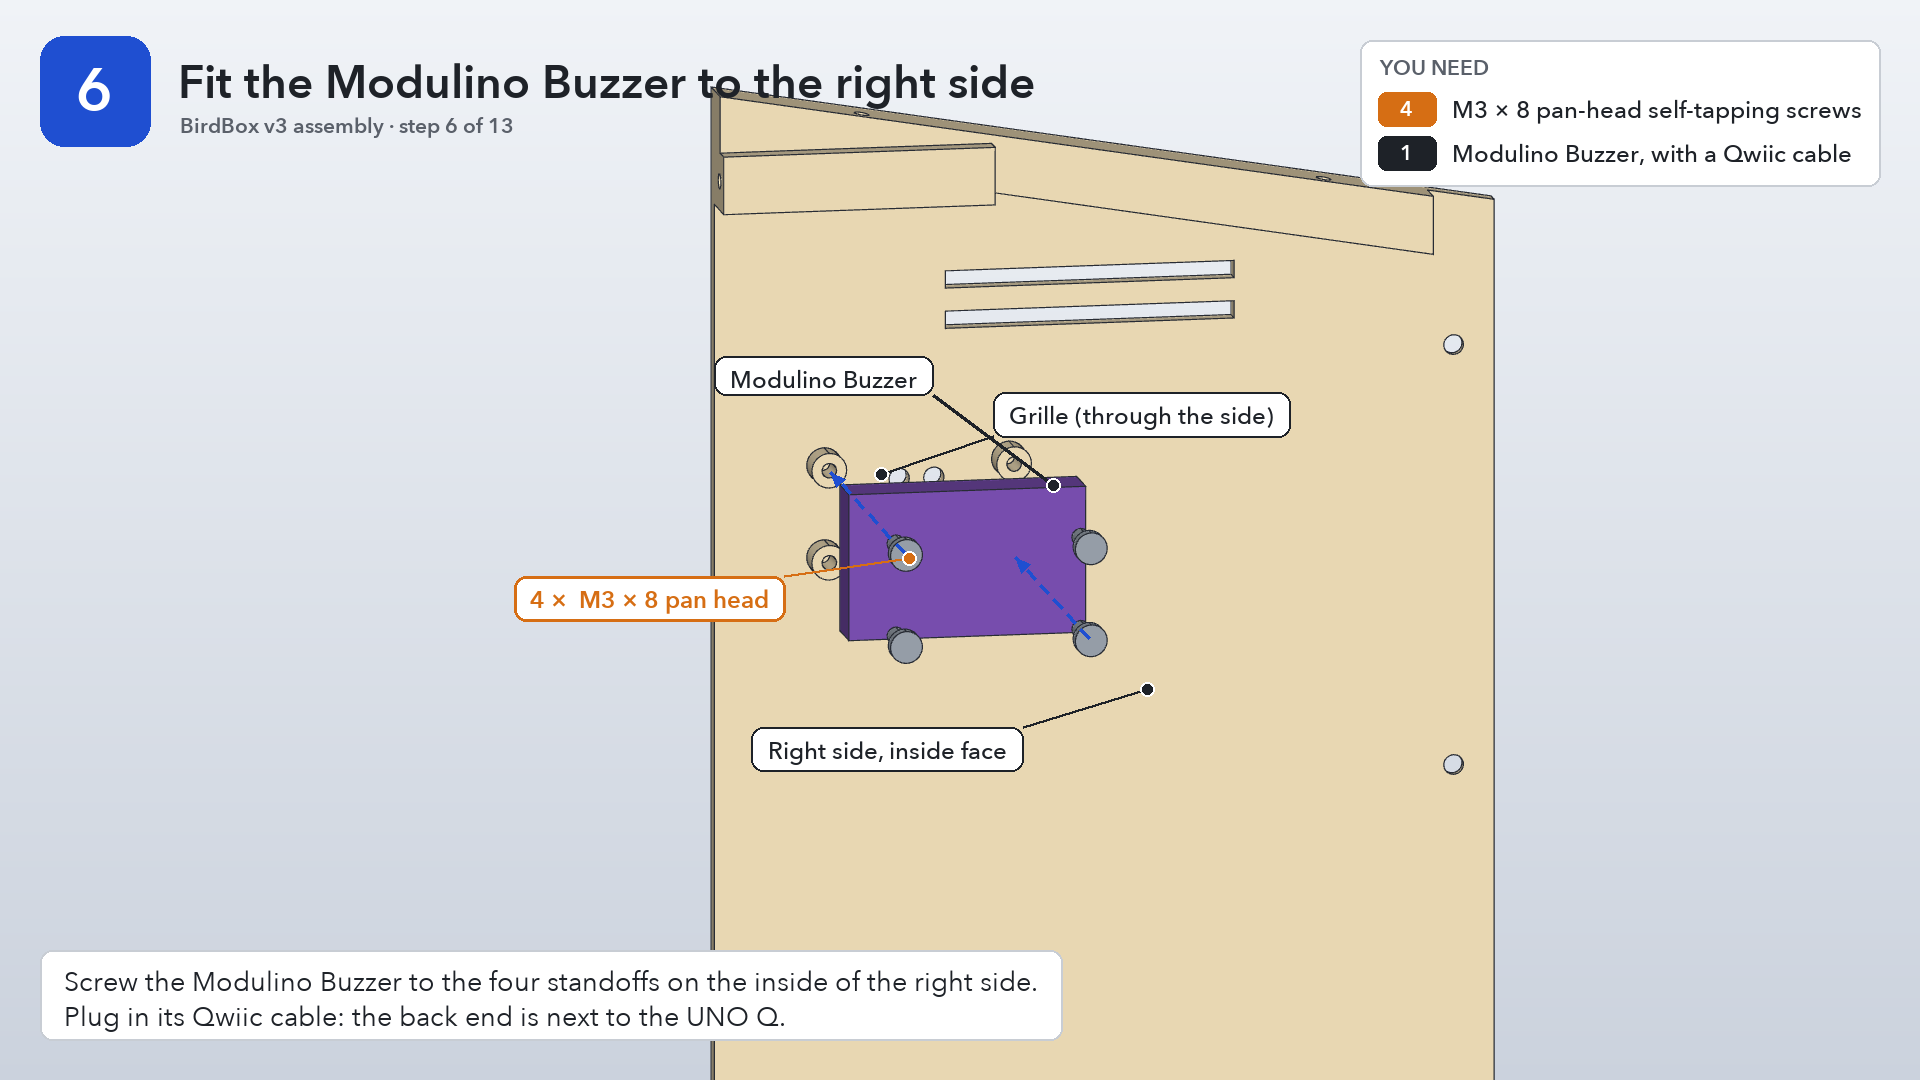 6
Fit the Modulino Buzzer to the right side
BirdBox v3 assembly · step 6 of 13
YOU NEED
4 M3 × 8 pan-head self-tapping screws
1 Modulino Buzzer, with a Qwiic cable
Modulino Buzzer
Grille (through the side)
4 × M3 × 8 pan head
Right side, inside face
Screw the Modulino Buzzer to the four standoffs on the inside of the right side.
Plug in its Qwiic cable: the back end is next to the UNO Q.